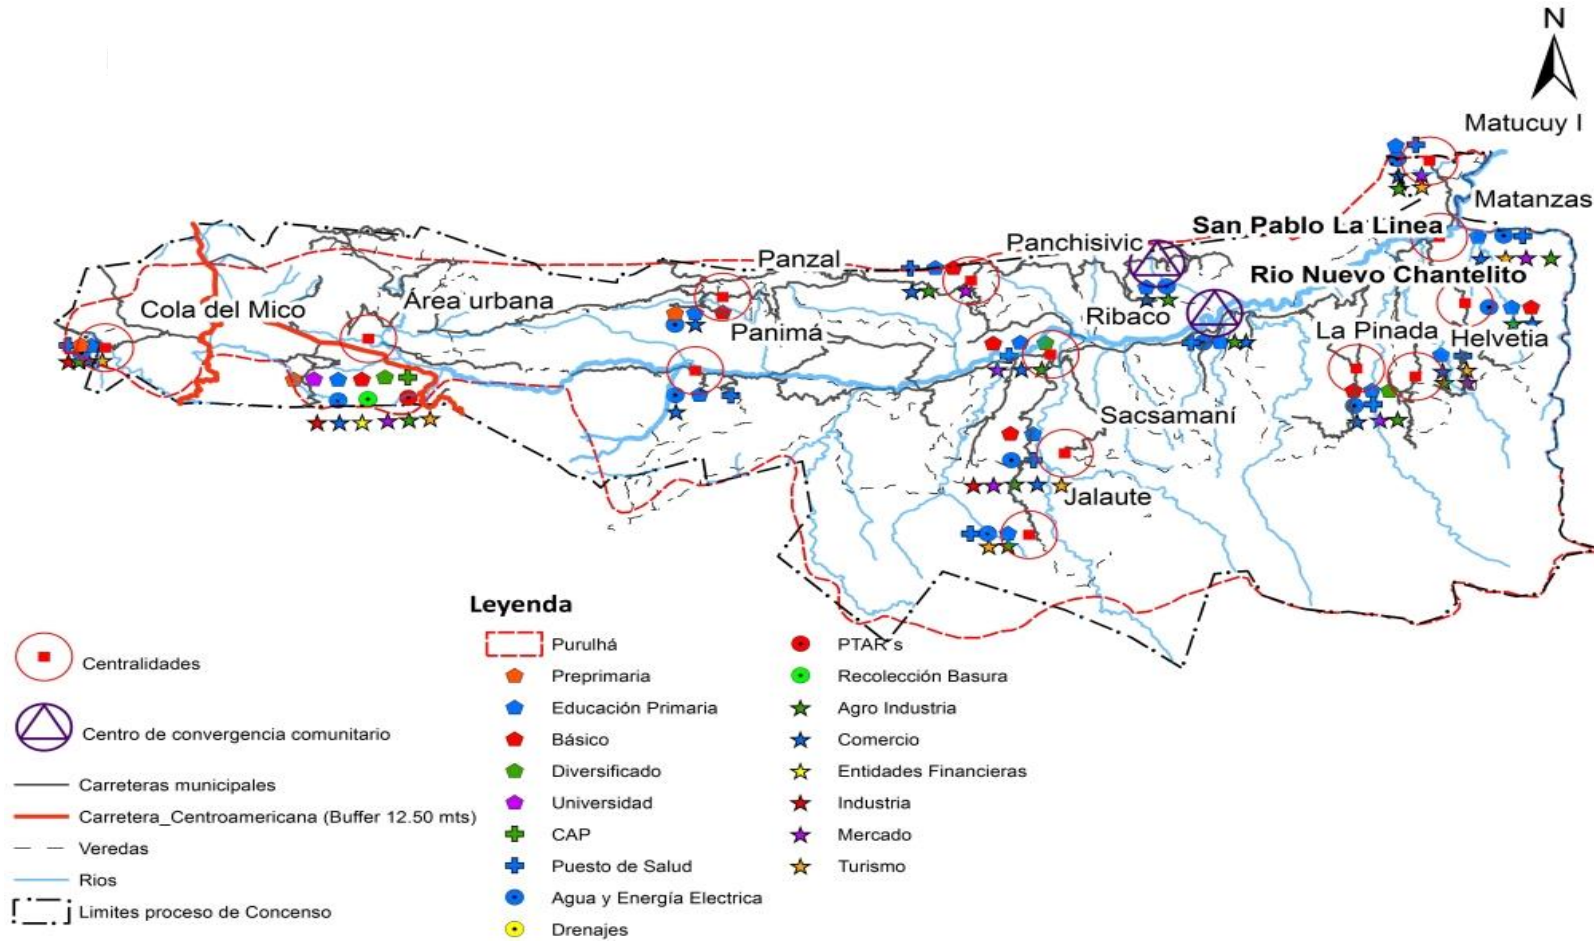 N
Matucuy I
Matanzas
San Pablo La Linea
Panchisivic
Panzal
Rio Nuevo Chantelito
Área urbana
Cola del Mico
Ribaco
Panimá
La Pinada
Helvetia
Sacsamaní
Jalaute
Leyenda
Centralidades
Centro de convergencia comunitario
Carreteras municipales
Carretera_Centroamericana (Buffer 12.50 mts)
Veredas
Rios
Limites proceso de Concenso
Purulhá
Preprimaria
Educación Primaria
Básico
Diversificado
Universidad
CAP
Puesto de Salud
Agua y Energía Electrica
Drenajes
PTAR s
Recolección Basura
Agro Industria
Comercio
Entidades Financieras
Industria
Mercado
Turismo